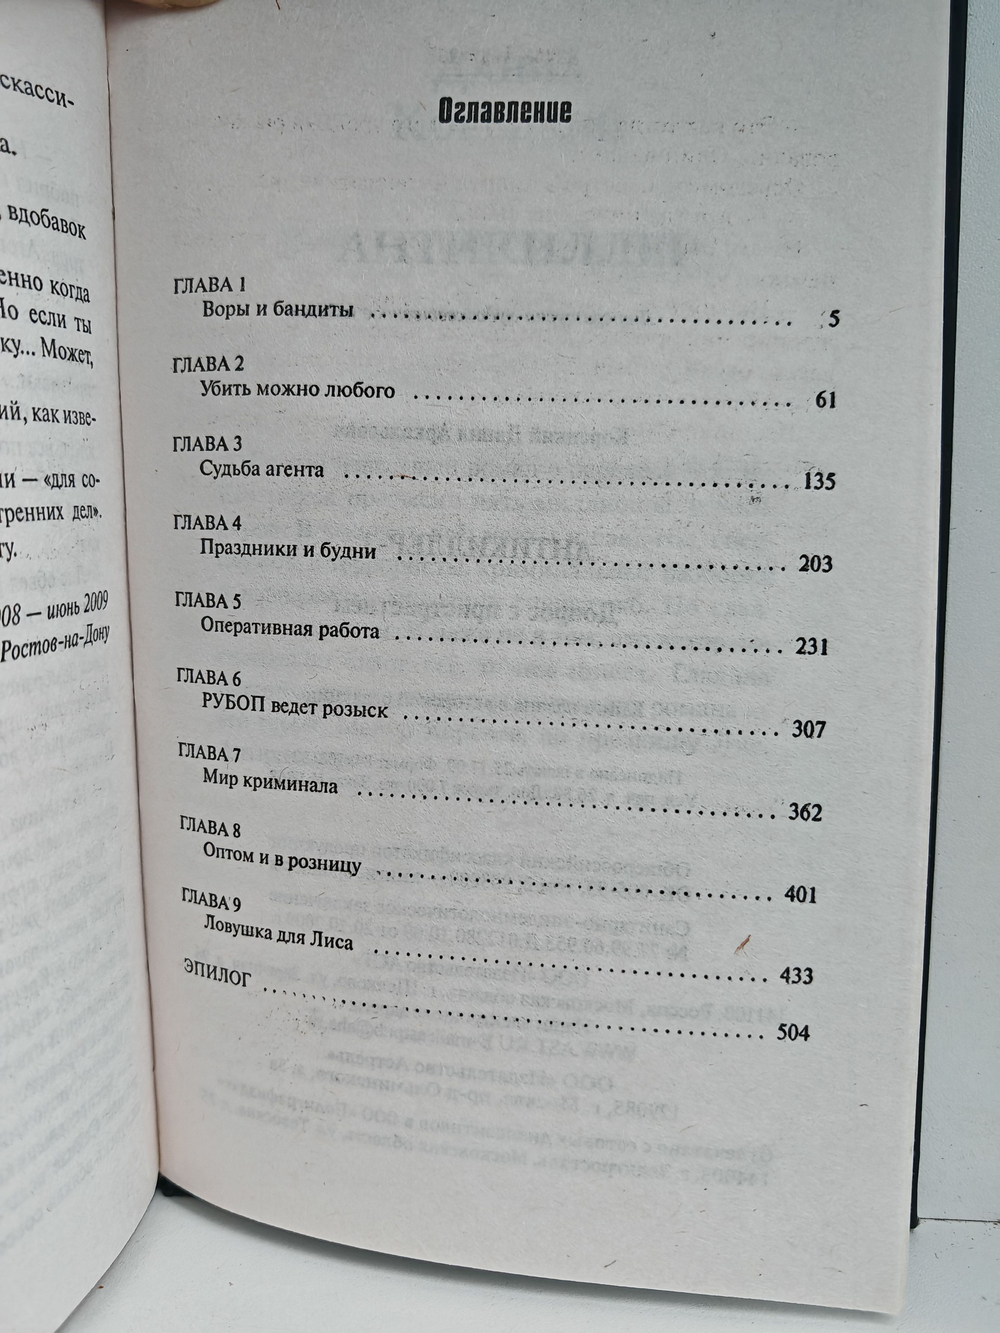 скасси-
а.
, вдобавок
енно когда
Но если ты
ку... Может,
ий, как изве-
ли — «для со-
тренних дел».
ту.
008 — июнь 2009
Ростов-на-Дону
Оглавление
ГЛАВА 1
Воры и бандиты 5
ГЛАВА 2
Убить можно любого 61
ГЛАВА 3
Судьба агента 135
ГЛАВА 4
Праздники и будни 203
ГЛАВА 5
Оперативная работа 231
ГЛАВА 6
РУБОП ведет розыск 307
ГЛАВА 7
Мир криминала 362
ГЛАВА 8
Оптом и в розницу 401
ГЛАВА 9
Ловушка для Лиса 433
ЭПИЛОГ 504